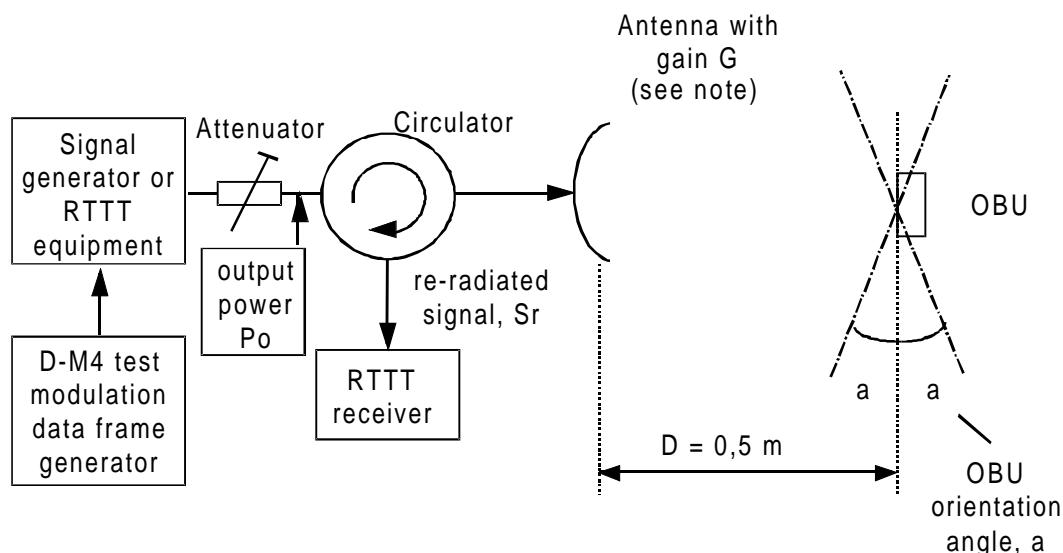 Antenna with
gain G
(see note)
Attenuator
Circulator
Signal
generator or
RTTT
equipment
OBU
output
power
Po
re-radiated
signal, Sr
D-M4 test
modulation
data frame
generator
RTTT
receiver
a
a
D = 0,5 m
OBU
orientation
angle, a